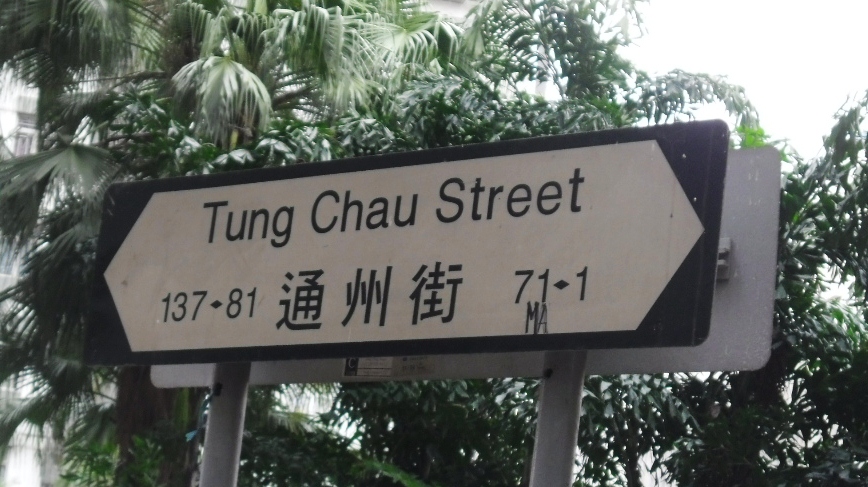 Tung Chau Street
137◆81 通州街 71◆1
MA